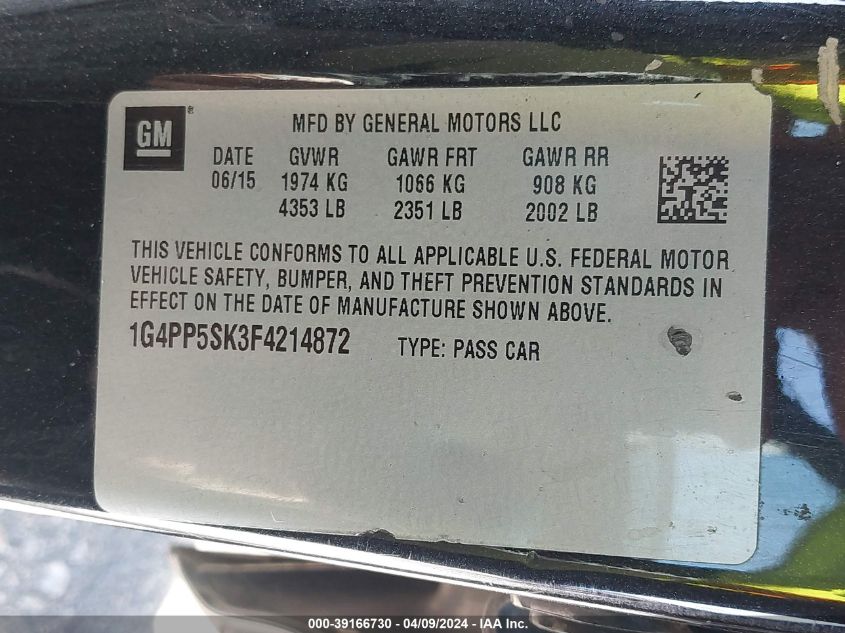 GM ®
MFD BY GENERAL MOTORS LLC
DATE GVWR GAWR FRT GAWR RR
06/15 1974 KG 1066 KG 908 KG
4353 LB 2351 LB 2002 LB
THIS VEHICLE CONFORMS TO ALL APPLICABLE U.S. FEDERAL MOTOR
VEHICLE SAFETY, BUMPER, AND THEFT PREVENTION STANDARDS IN
EFFECT ON THE DATE OF MANUFACTURE SHOWN ABOVE.
1G4PP5SK3F4214872 TYPE: PASS CAR
000-39166730 - 04/09/2024 - IAA Inc.